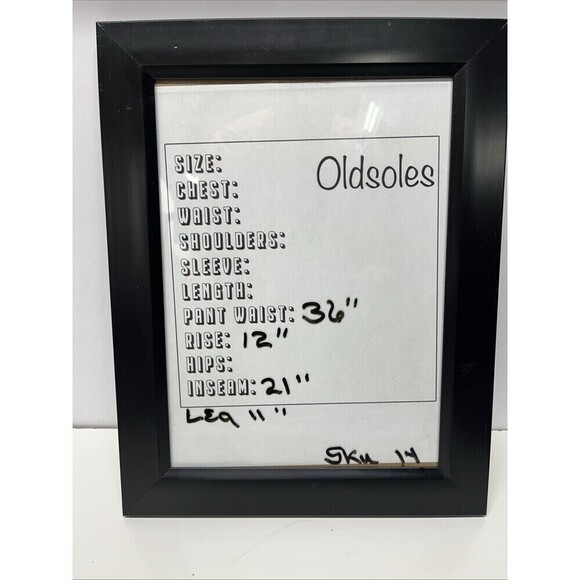 Oldsoles
SIZE:
CHEST:
WAIST:
SHOULDERS:
SLEEVE:
LENGTH:
PANT WAIST: 36"
RISE: 12"
HIPS:
INSEAM: 21"
Leg 11"
SKU 14